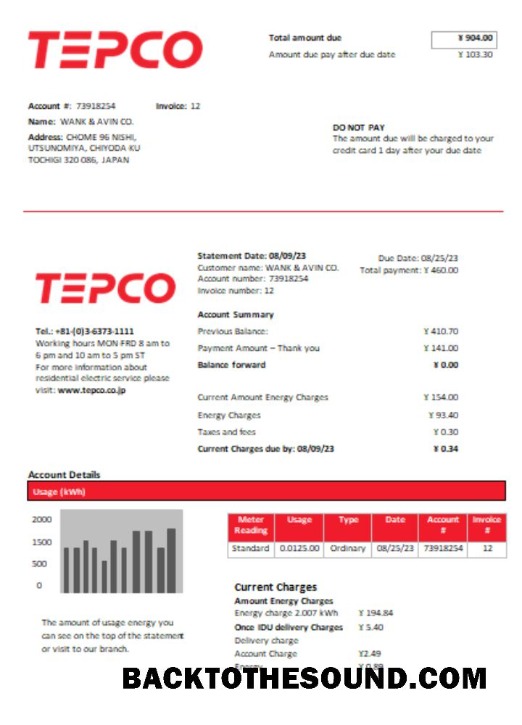 TEPCO
Total amount due ¥ 904.00
Amount due pay after due date ¥ 103.30
Account #: 73918254 Invoice: 12
Name: WANK & AVIN CO.
Address: CHOME 96 NISHI,
UTSUNOMIYA, CHIYODA KU
TOCHIGI 320 086, JAPAN
DO NOT PAY
The amount due will be charged to your
credit card 1 day after your due date
TEPCO
Tel.: +81-(0)3-6373-1111
Working hours MON FRD 8 am to
6 pm and 10 am to 5 pm ST
For more information about
residential electric service please
visit: www.tepco.co.jp
Statement Date: 08/09/23
Customer name: WANK & AVIN CO.
Account number: 73918254
Invoice number: 12
Due Date: 08/25/23
Total payment: ¥ 460.00
Account Summary
Previous Balance: ¥ 410.70
Payment Amount – Thank you ¥ 141.00
Balance forward ¥ 0.00
Current Amount Energy Charges ¥ 154.00
Energy Charges ¥ 93.40
Taxes and fees ¥ 0.30
Current Charges due by: 08/09/23 ¥ 0.34
Account Details
Usage (kWh)
2000
1500
500
0
The amount of usage energy you
can see on the top of the statement
or visit to our branch.
Meter Reading Usage Type Date Account # Invoice #
Standard 0.0125.00 Ordinary 08/25/23 73918254 12
Current Charges
Amount Energy Charges
Energy charge 2.007 kWh ¥ 194.84
Once IDU delivery Charges ¥ 5.40
Delivery charge
Account Charge ¥2.49
Energy ¥ 0.89
BACKTOTHESOUND.COM